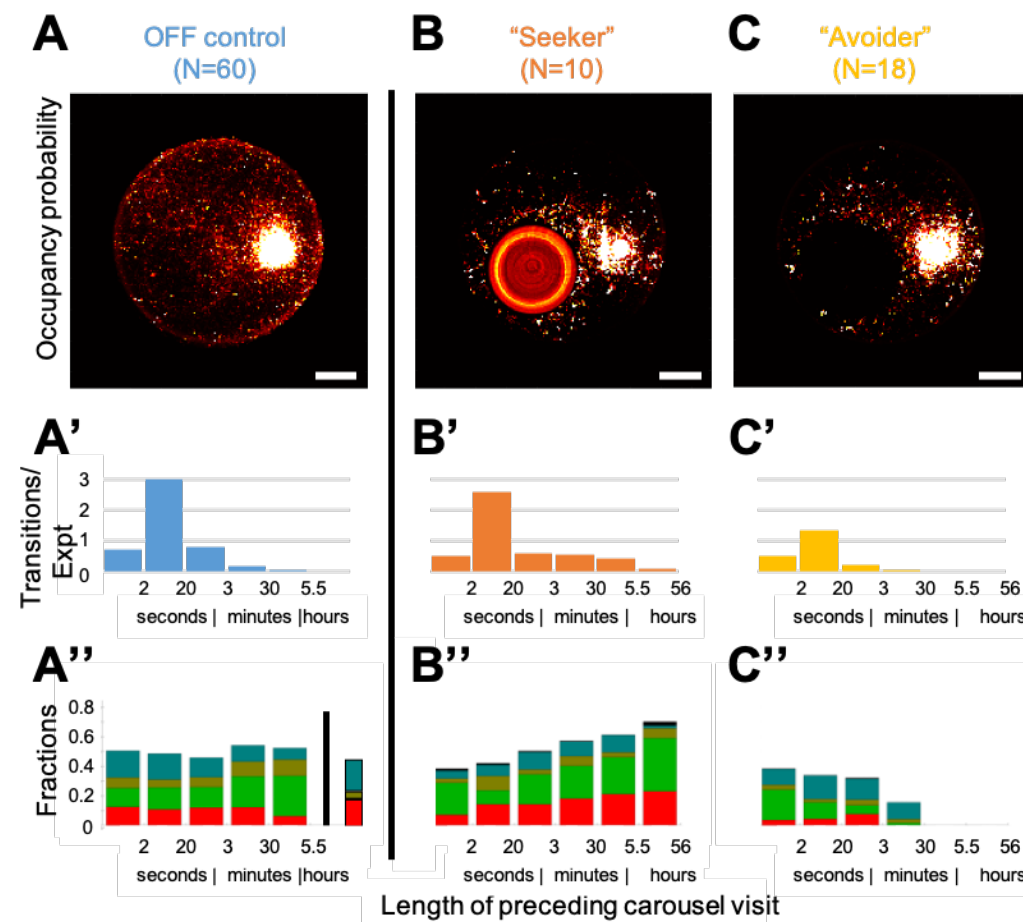 A
OFF control
(N=60)
B
“Seeker”
(N=10)
C
“Avoider”
(N=18)
Occupancy probability
A’
B’
C’
Transitions/
Expt
3
2
1
0
2 20 3 30 5.5
seconds | minutes |hours
2 20 3 30 5.5 56
seconds | minutes | hours
2 20 3 30 5.5 56
seconds | minutes | hours
A’’
B’’
C’’
Fractions
0.8
0.6
0.4
0.2
0
2 20 3 30 5.5
seconds | minutes |hours
2 20 3 30 5.5 56
seconds | minutes | hours
2 20 3 30 5.5 56
seconds | minutes | hours
Length of preceding carousel visit